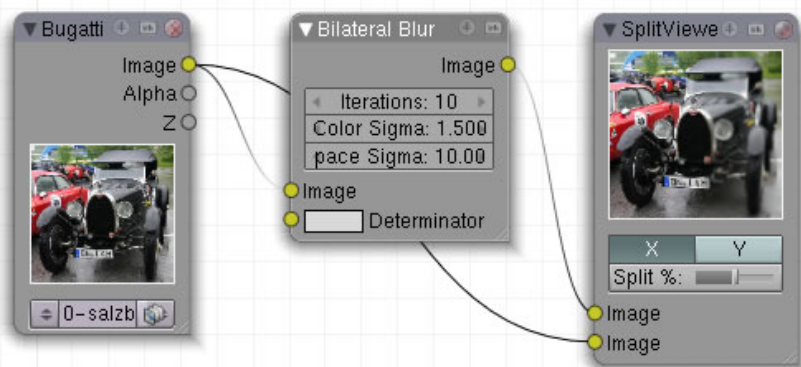 Bugatti
Image
Alpha
Z
0-salzb
Bilateral Blur
Image
Iterations: 10
Color Sigma: 1.500
pace Sigma: 10.00
Image
Determinator
SplitViewe
X Y
Split %:
Image
Image